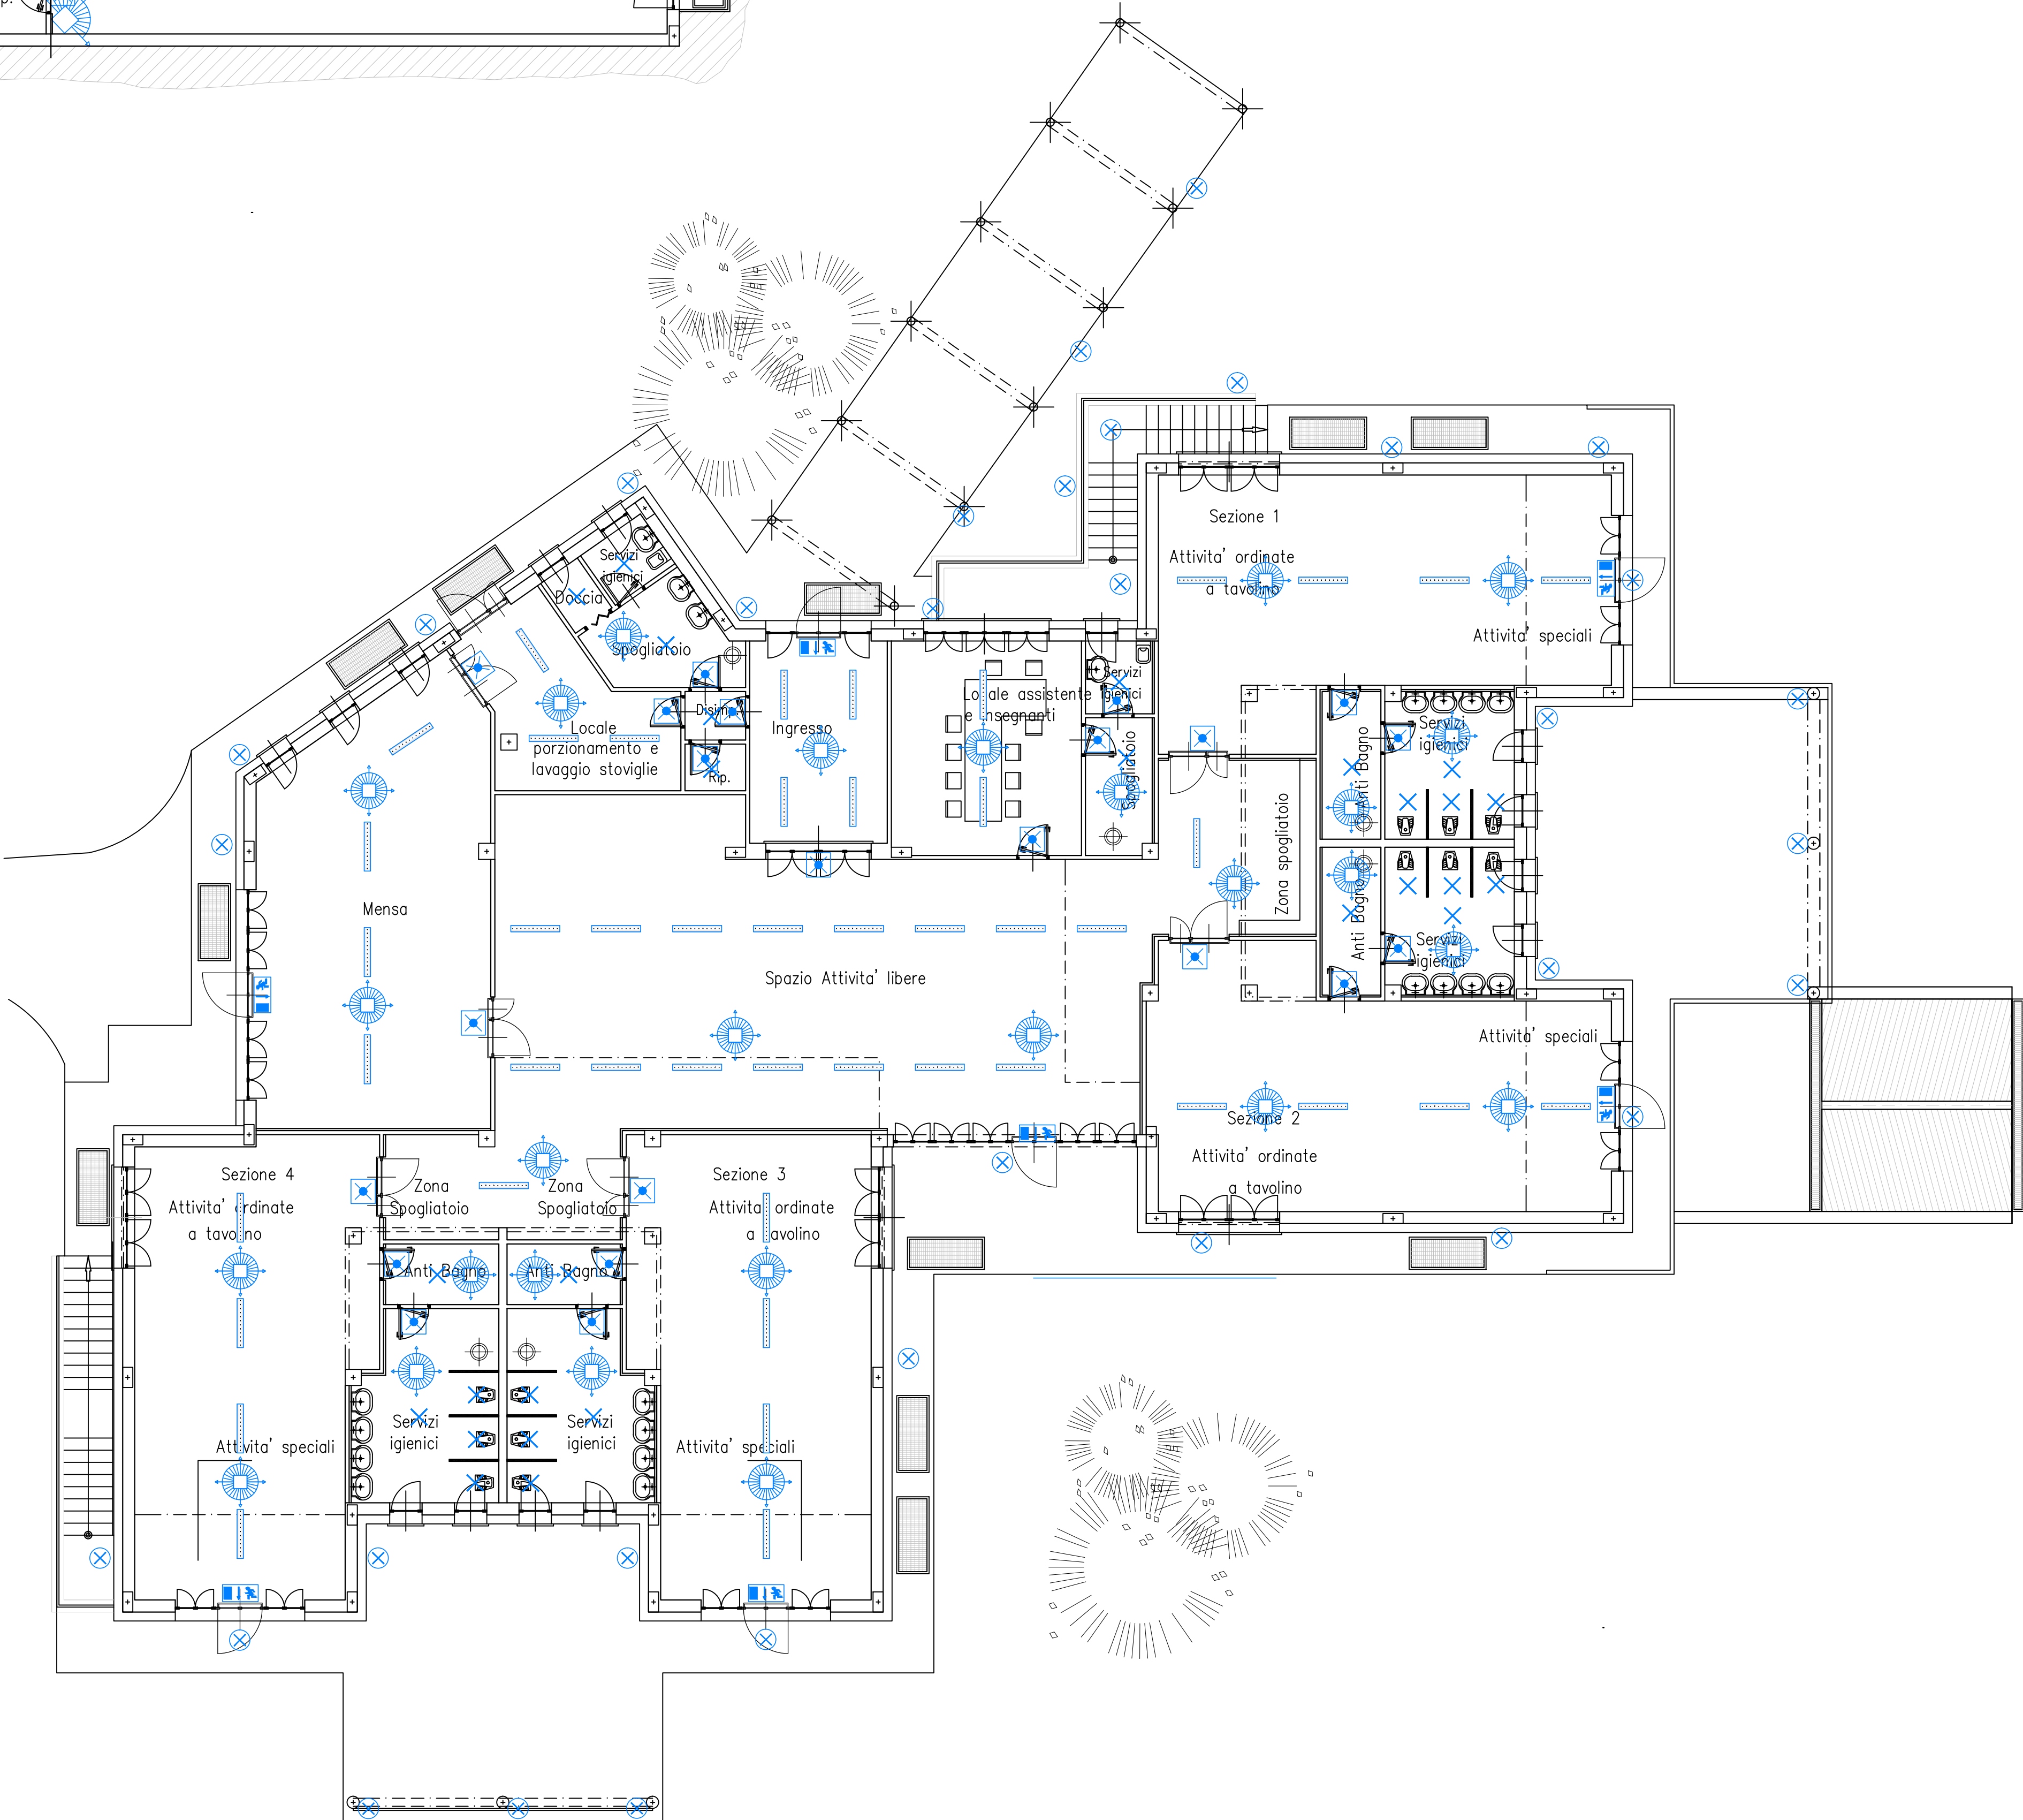 p.
Sezione 1
Attivita' ordinate
a tavolino
Attivita' speciali
Servizi
igienici
Doccia
Spogliatoio
Disim.
Locale
porzionamento e
lavaggio stoviglie
Rip.
Ingresso
Locale assistente
e insegnanti
Servizi
igienici
Spogliatoio
Zona spogliatoio
Anti Bagno
Servizi
igienici
Anti Bagno
Servizi
igienici
Mensa
Spazio Attivita' libere
Attivita' speciali
Sezione 2
Attivita' ordinate
a tavolino
Sezione 4
Attivita' ordinate
a tavolino
Zona
Spogliatoio
Zona
Spogliatoio
Sezione 3
Attivita' ordinate
a tavolino
Anti Bagno
Anti Bagno
Servizi
igienici
Servizi
igienici
Attivita' speciali
Attivita' speciali